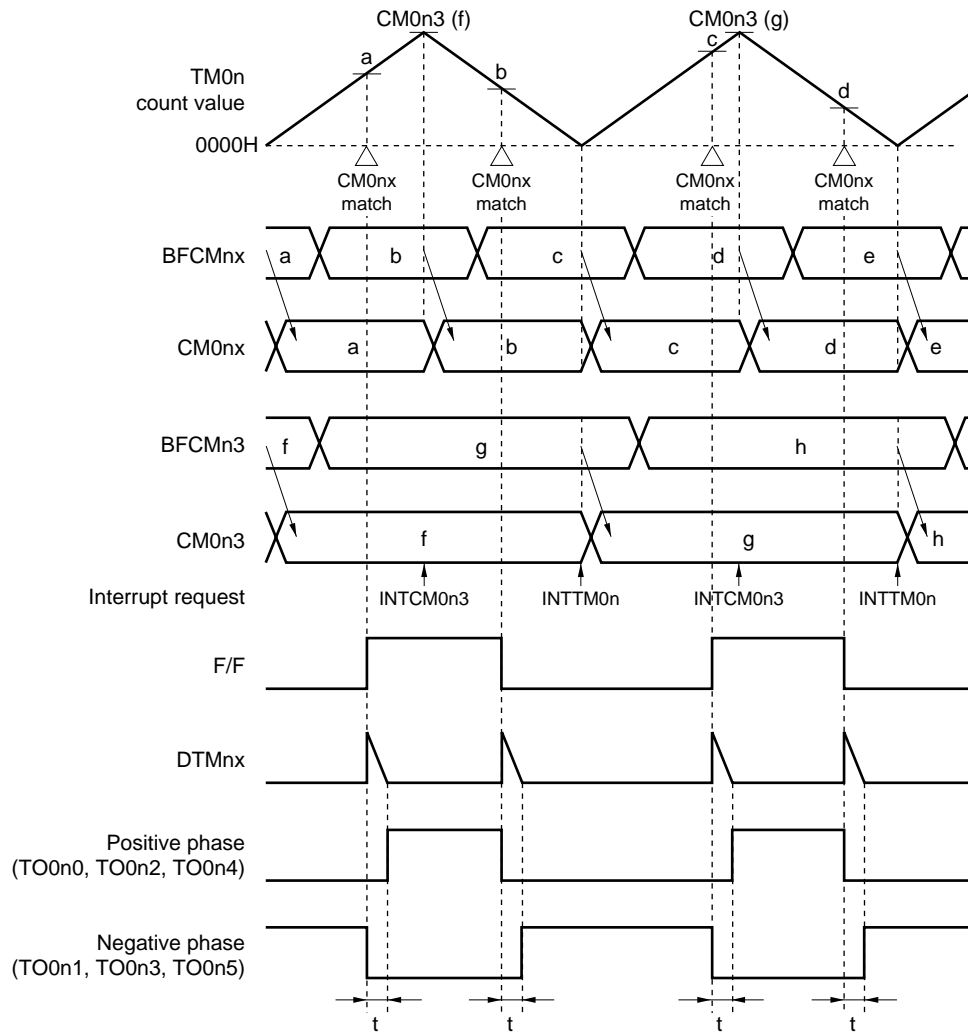 CM0n3 (f)
CM0n3 (g)
a
b
c
d
TM0n
count value
0000H
CM0nx
match
CM0nx
match
CM0nx
match
CM0nx
match
BFCMnx
a
b
c
d
e
CM0nx
a
b
c
d
e
BFCMn3
f
g
h
CM0n3
f
g
h
Interrupt request
INTCM0n3
INTTM0n
INTCM0n3
INTTM0n
F/F
DTMnx
Positive phase
(TO0n0, TO0n2, TO0n4)
Negative phase
(TO0n1, TO0n3, TO0n5)
t
t
t
t